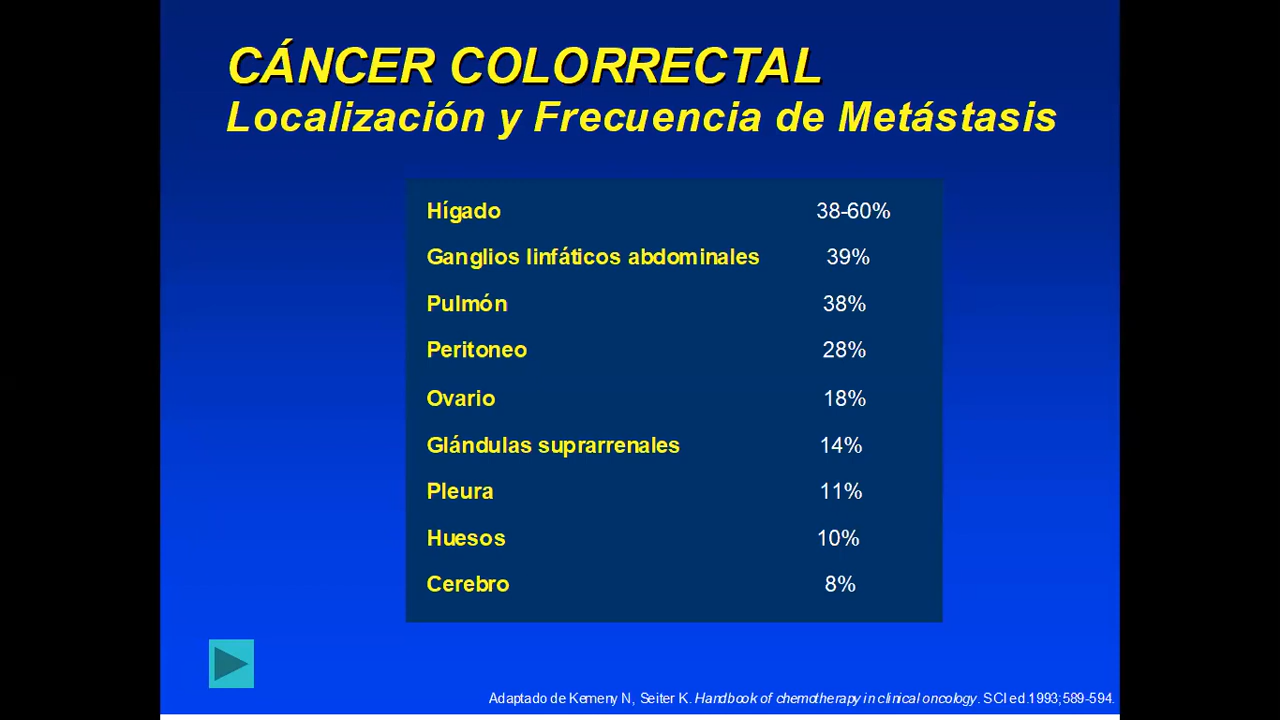 CÁNCER COLORRECTAL
Localización y Frecuencia de Metástasis
Hígado 38-60%
Ganglios linfáticos abdominales 39%
Pulmón 38%
Peritoneo 28%
Ovario 18%
Glándulas suprarrenales 14%
Pleura 11%
Huesos 10%
Cerebro 8%
Adaptado de Kemeny N, Seiter K. Handbook of chemotherapy in clinical oncology. SCI ed.1993;589-594.